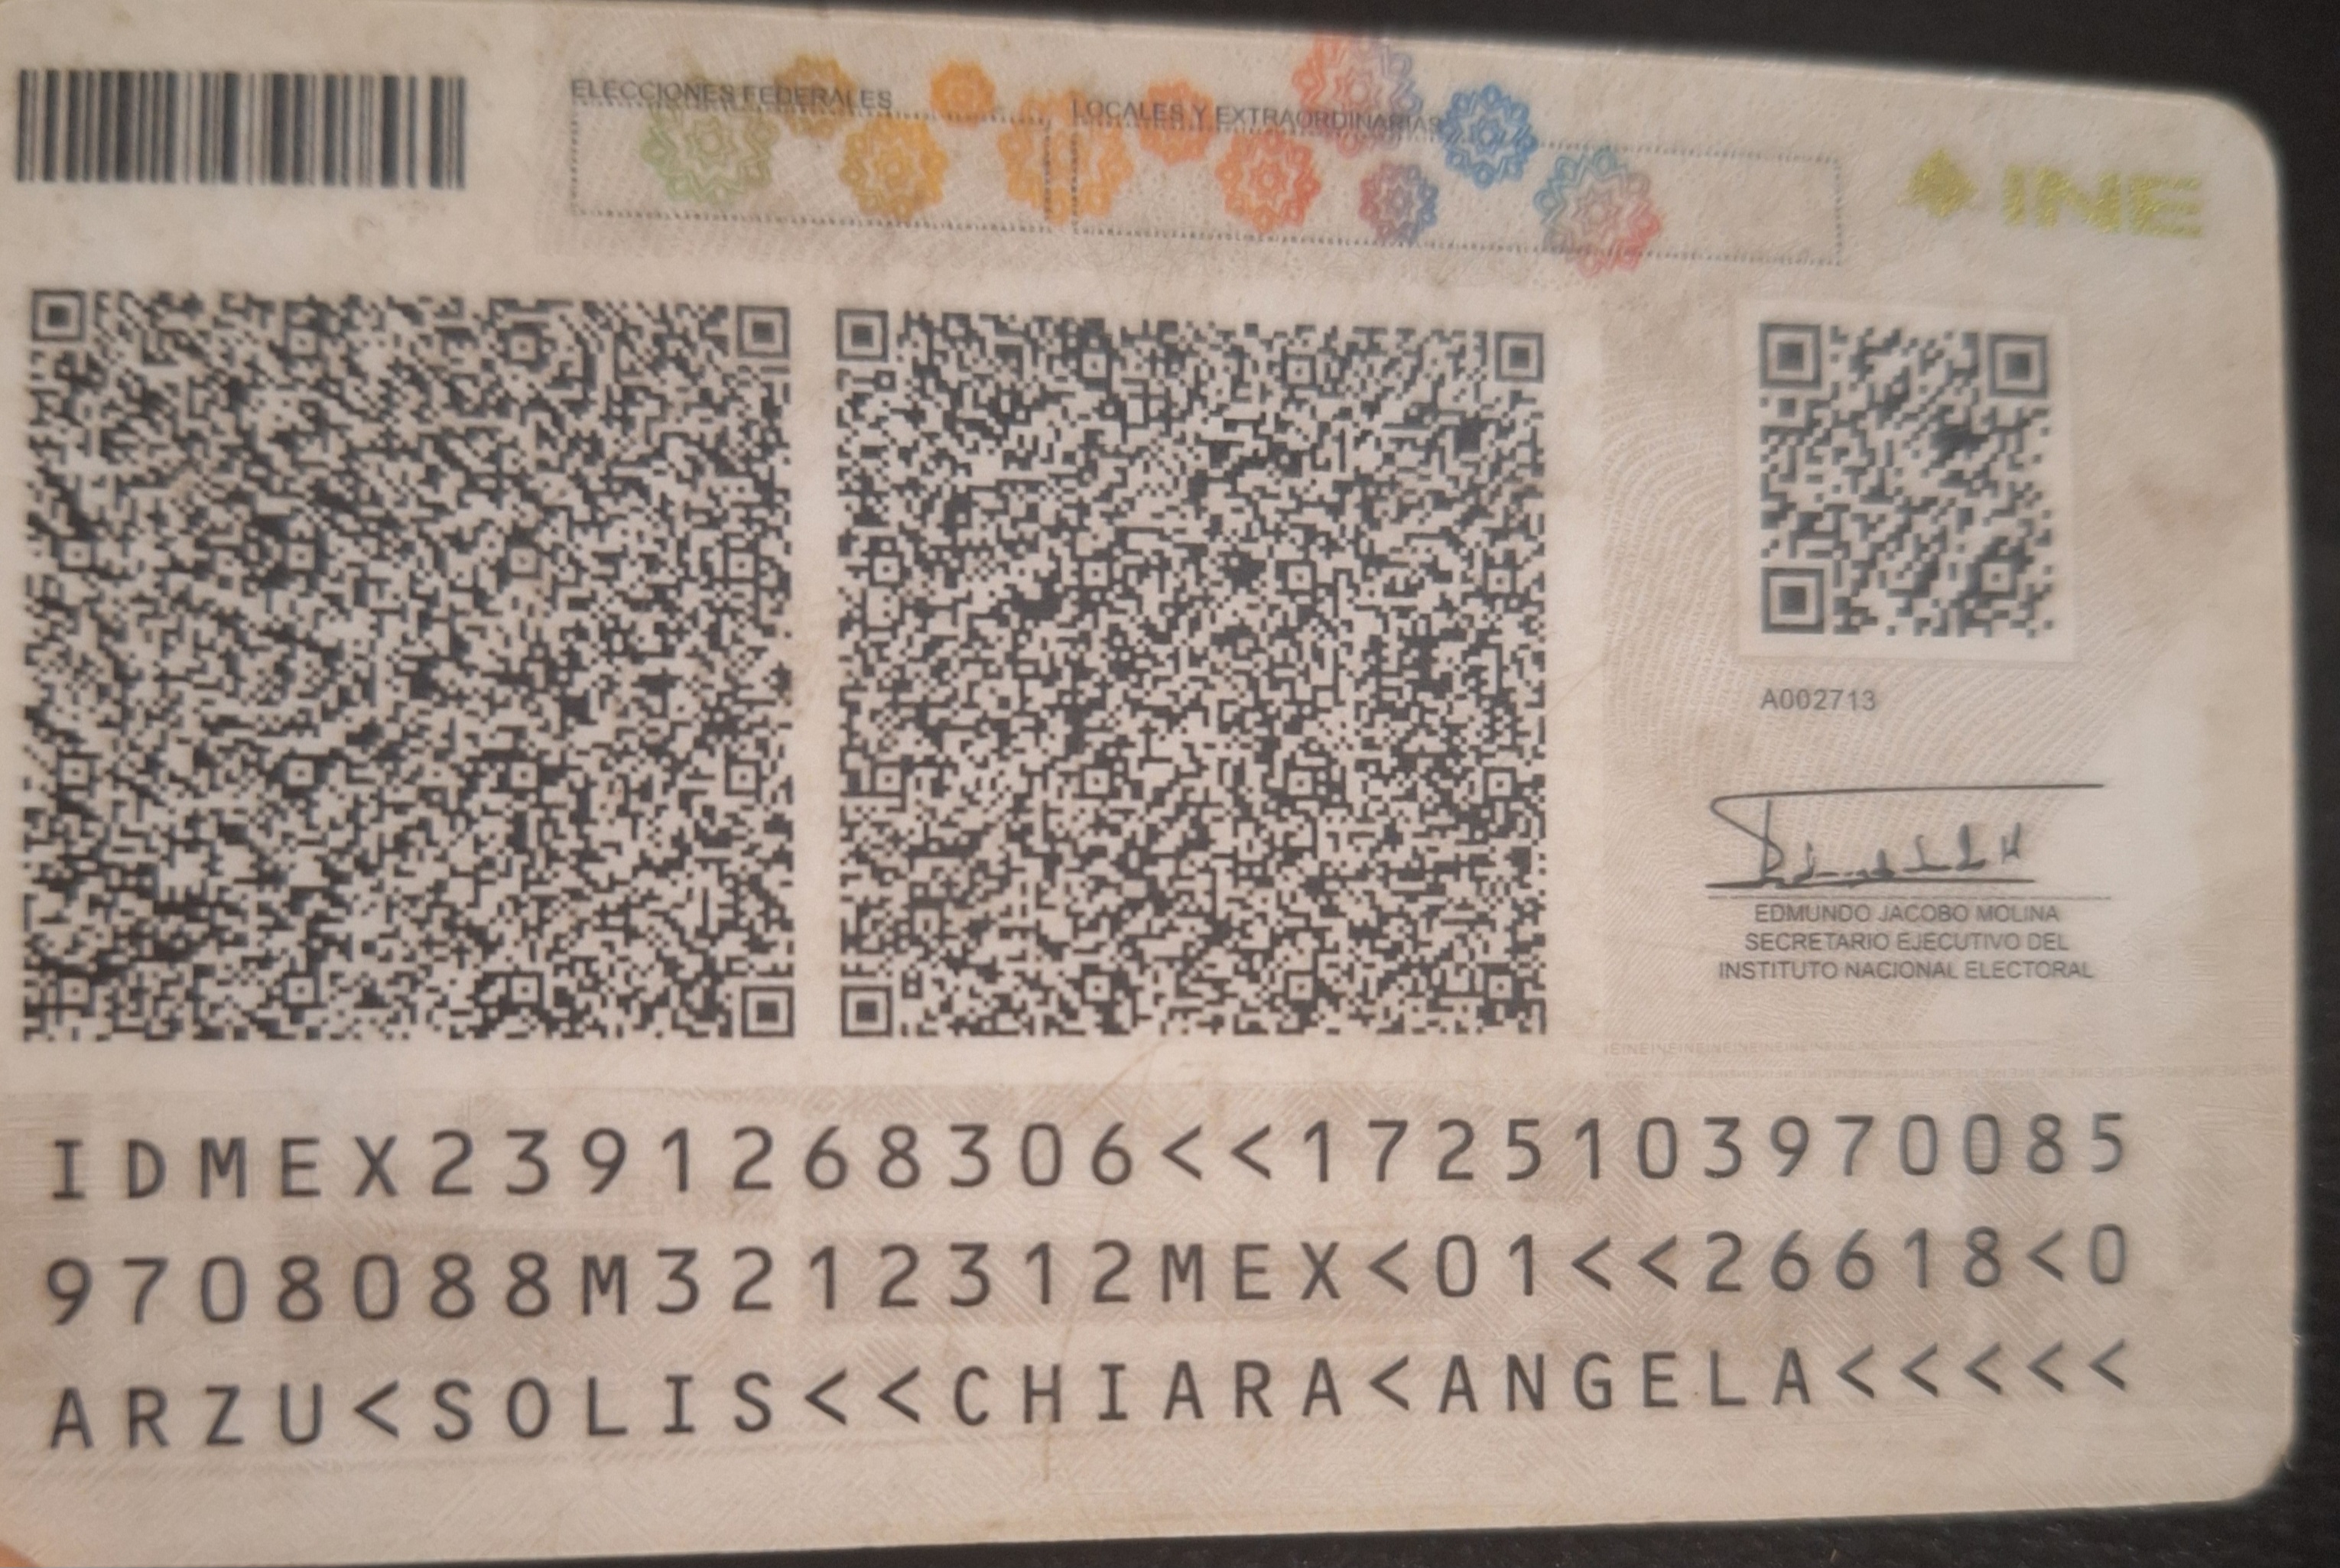 ELECCIONES FEDERALES
LOCALES Y EXTRAORDINARIAS
INE
A002713
EDMUNDO JACOBO MOLINA
SECRETARIO EJECUTIVO DEL
INSTITUTO NACIONAL ELECTORAL
IDMEX2391268306<<1725103970085
9708088M3212312MEX<01<<26618<0
ARZU<SOLIS<<CHIARA<ANGELA<<<<<